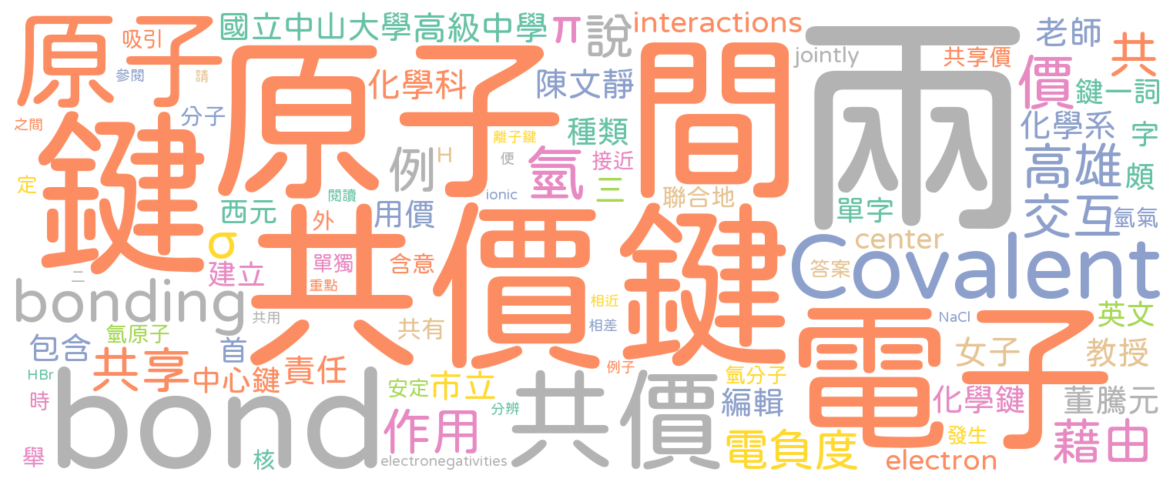 原子
吸引
國立中山大學高級中學
π
說
interactions
老師
共
參閱
請
原子
化學科
陳文靜
間
jointly
兩
共享價
價
鍵一詞
之間
分子
鍵
離子鍵
種類
化學系
字
定
例
H
便
氫
接近
三
高雄
頗
閱讀
ionic
聯合地
單字
交互
氫氣
西元
外
用價
σ
共價
鍵
center
Covalent
建立
單獨
含意
答案
二
重點
相近
bonding
共用
共有
相差
電子
NaCl
英文
氫原子
包含
首
例子
女子
教授
HBr
共享
中心鍵
責任
氫分子
時
bond
安定
市立
共價
編輯
化學鍵
董騰元
分辨
作用
電負度
發生
藉由
舉
核
electronegativities
electron